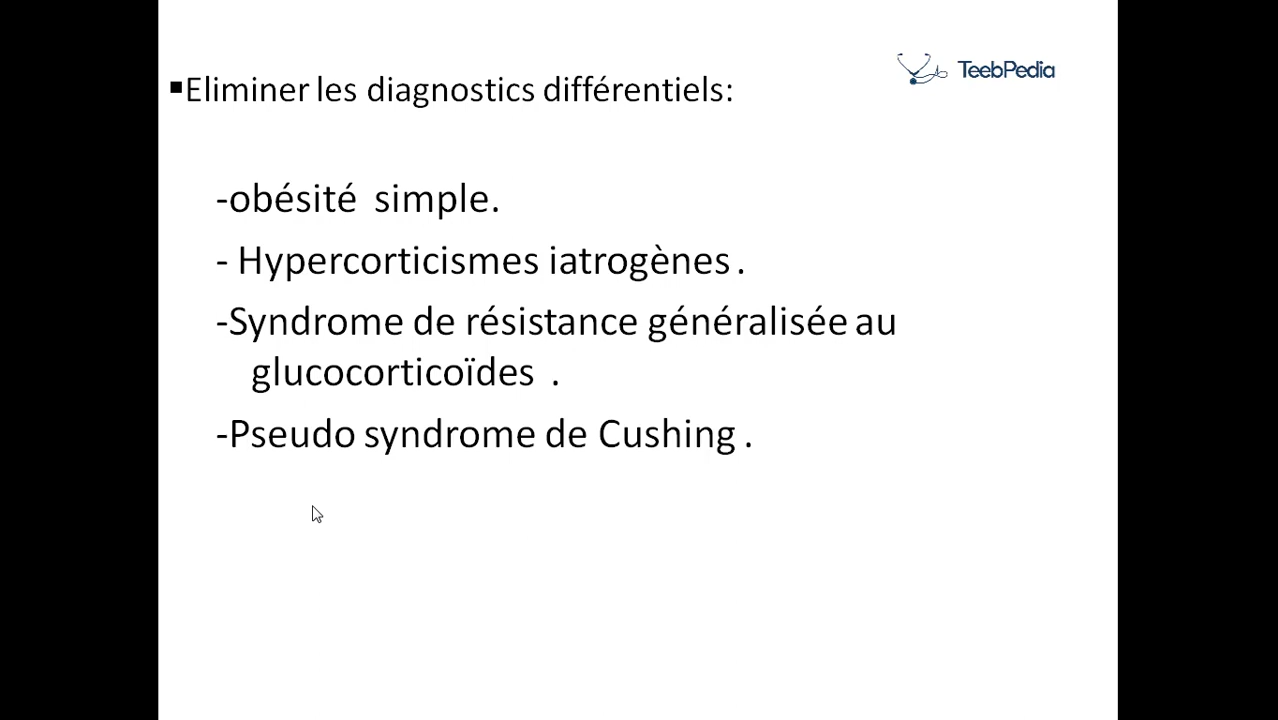 ▪Eliminer les diagnostics différentiels:
TeebPedia
-obésité simple.
- Hypercorticismes iatrogènes .
-Syndrome de résistance généralisée au
glucocorticoïdes .
-Pseudo syndrome de Cushing .